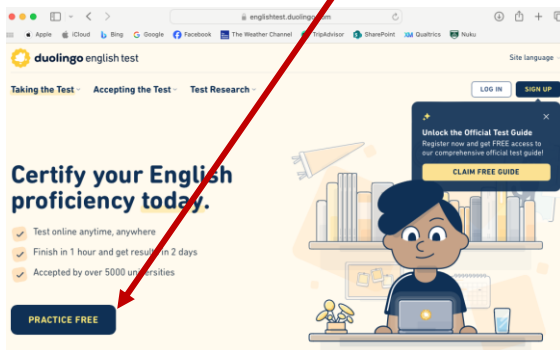 englishtest.duolingo.com
Apple iCloud Bing Google Facebook The Weather Channel TripAdvisor SharePoint Qualtrics Nuku
duolingo english test
Site language
Taking the Test Accepting the Test Test Research
LOG IN SIGN UP
Unlock the Official Test Guide
Register now and get FREE access to
our comprehensive official test guide!
CLAIM FREE GUIDE
Certify your English
proficiency today.
Test online anytime, anywhere
Finish in 1 hour and get results in 2 days
Accepted by over 5000 universities
PRACTICE FREE